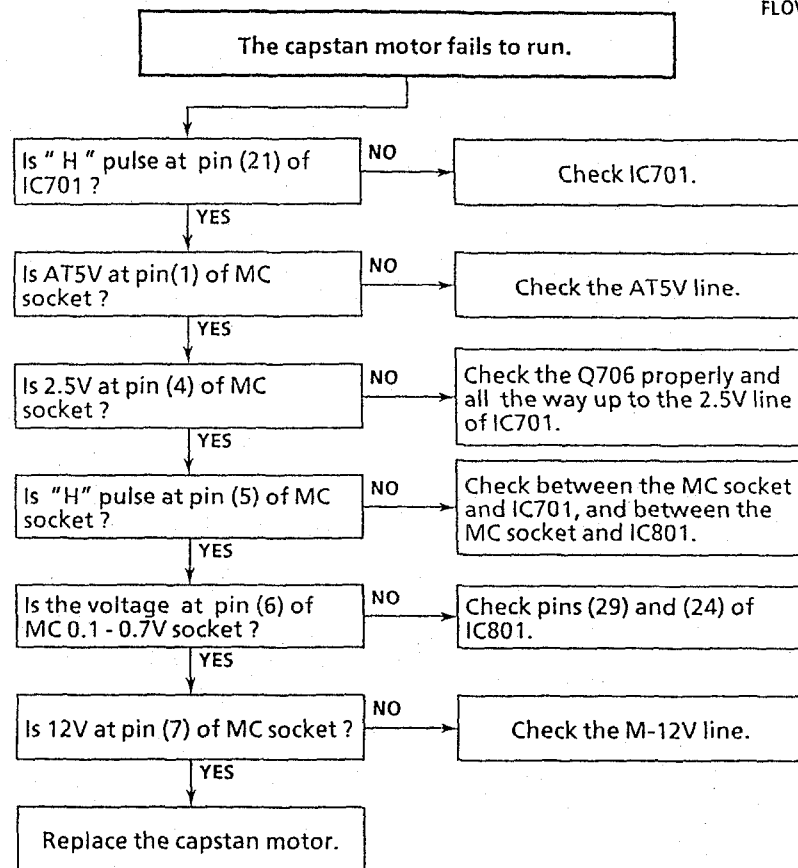 The capstan motor fails to run.
Is " H " pulse at pin (21) of
IC701 ?
NO
Check IC701.
YES
Is AT5V at pin(1) of MC
socket ?
NO
Check the AT5V line.
YES
Is 2.5V at pin (4) of MC
socket ?
NO
Check the Q706 properly and
all the way up to the 2.5V line
of IC701.
YES
Is "H" pulse at pin (5) of MC
socket ?
NO
Check between the MC socket
and IC701, and between the
MC socket and IC801.
YES
Is the voltage at pin (6) of
MC 0.1 - 0.7V socket ?
NO
Check pins (29) and (24) of
IC801.
YES
Is 12V at pin (7) of MC socket ?
NO
Check the M-12V line.
YES
Replace the capstan motor.